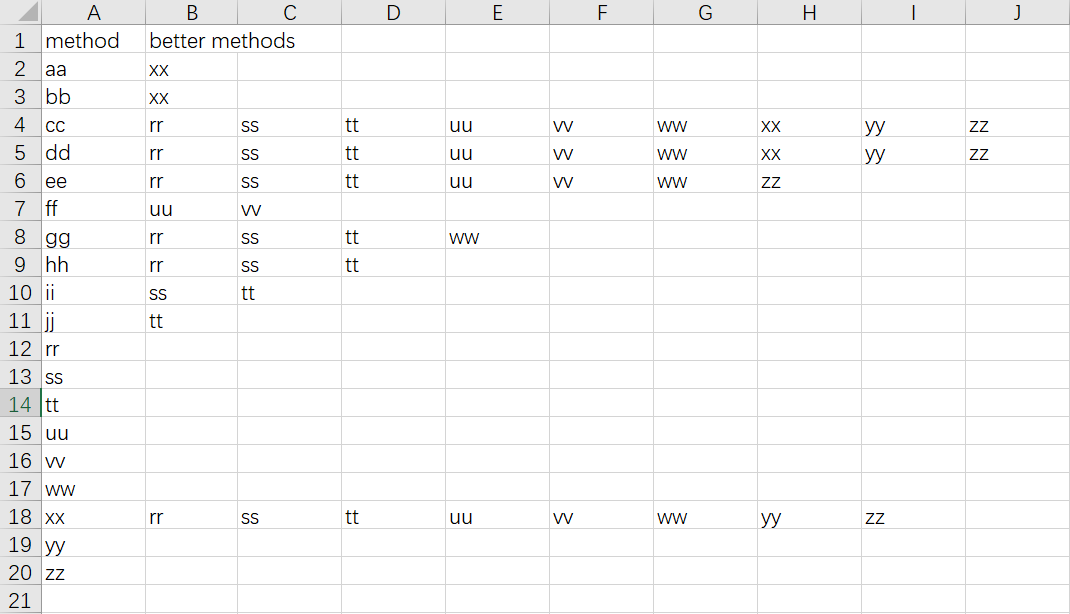 A B C D E F G H I J
1 method better methods
2 aa xx
3 bb xx
4 cc rr ss tt uu vv ww xx yy zz
5 dd rr ss tt uu vv ww xx yy zz
6 ee rr ss tt uu vv ww zz
7 ff uu vv
8 gg rr ss tt ww
9 hh rr ss tt
10 ii ss tt
11 jj tt
12 rr
13 ss
14 tt
15 uu
16 vv
17 ww
18 xx rr ss tt uu vv ww yy zz
19 yy
20 zz
21